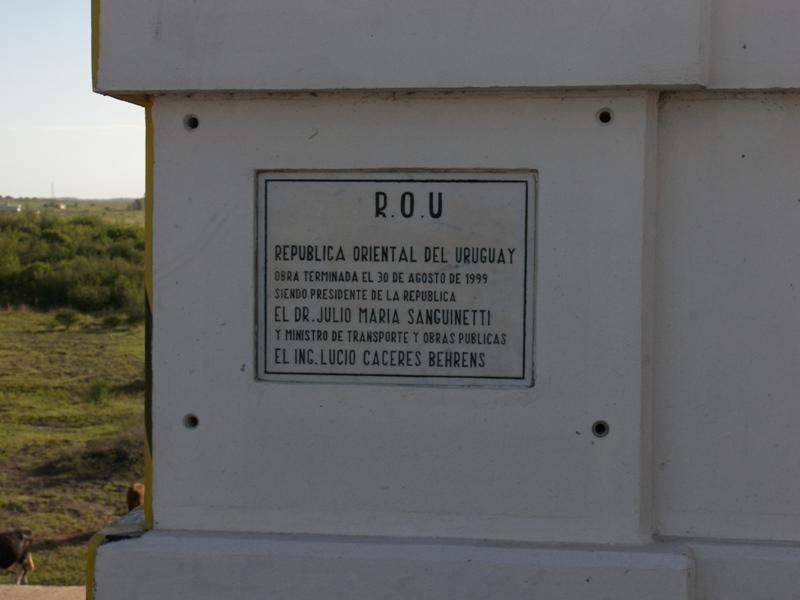 R.O.U
REPUBLICA ORIENTAL DEL URUGUAY
OBRA TERMINADA EL 30 DE AGOSTO DE 1999
SIENDO PRESIDENTE DE LA REPUBLICA
EL DR. JULIO MARIA SANGUINETTI
Y MINISTRO DE TRANSPORTE Y OBRAS PUBLICAS
EL ING. LUCIO CACERES BEHRENS